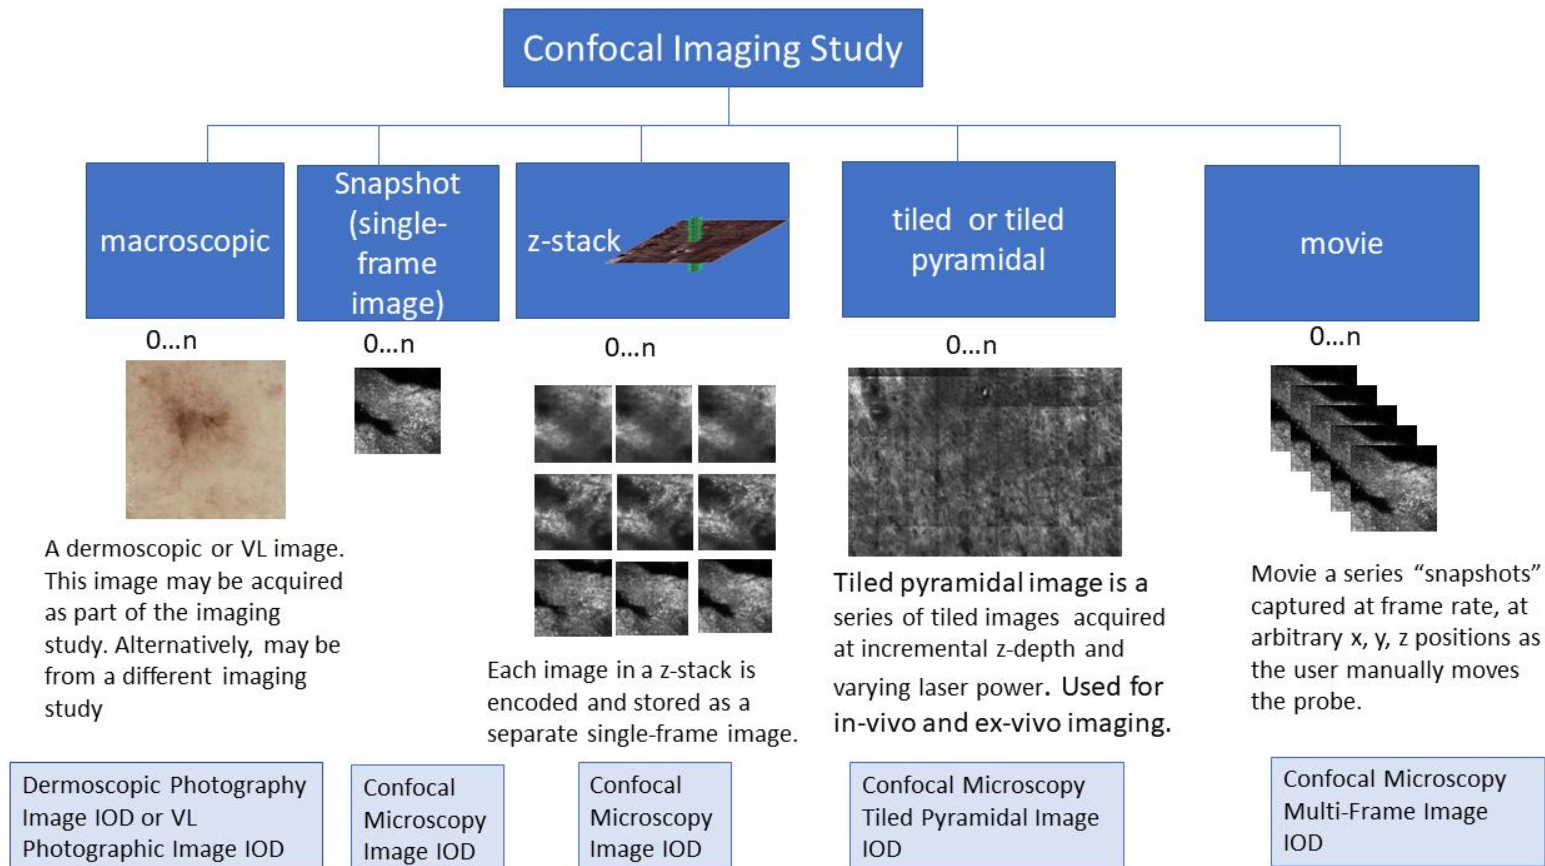 Confocal Imaging Study
macroscopic
Snapshot
(single-
frame
image)
z-stack
tiled or tiled
pyramidal
movie
0...n
0...n
0...n
0...n
0...n
A dermoscopic or VL image.
This image may be acquired
as part of the imaging
study. Alternatively, may be
from a different imaging
study
Each image in a z-stack is
encoded and stored as a
separate single-frame image.
Tiled pyramidal image is a
series of tiled images acquired
at incremental z-depth and
varying laser power. Used for
in-vivo and ex-vivo imaging.
Movie a series “snapshots”
captured at frame rate, at
arbitrary x, y, z positions as
the user manually moves
the probe.
Dermoscopic Photography
Image IOD or VL
Photographic Image IOD
Confocal
Microscopy
Image IOD
Confocal
Microscopy
Image IOD
Confocal Microscopy
Tiled Pyramidal Image
IOD
Confocal Microscopy
Multi-Frame Image
IOD